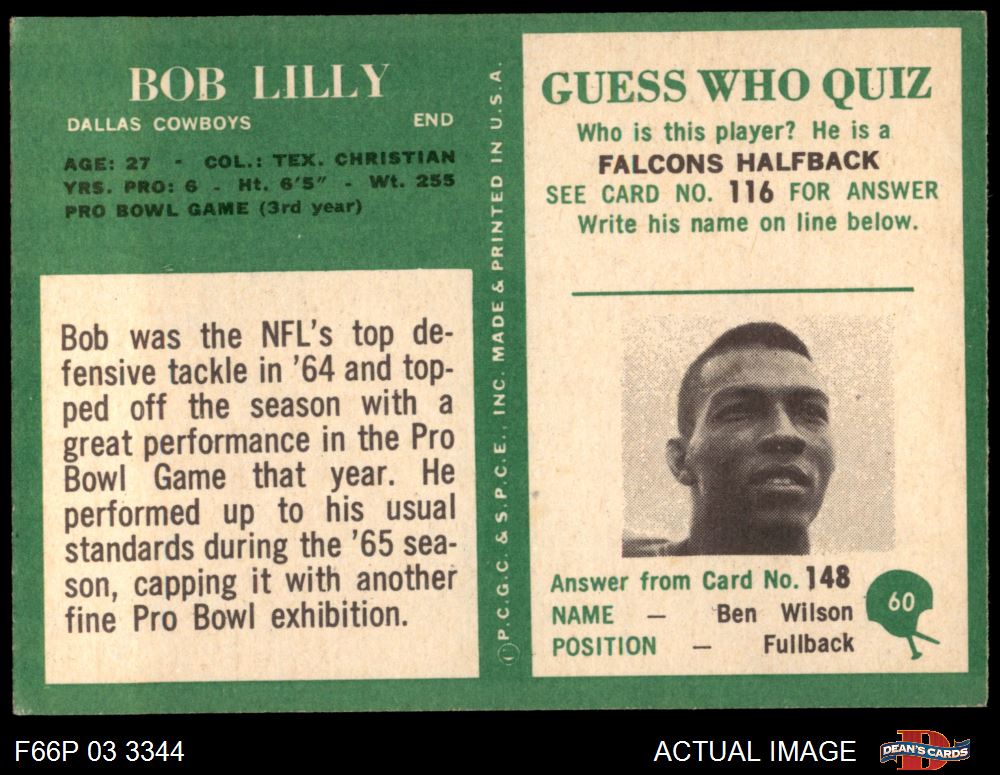 BOB LILLY
DALLAS COWBOYS END
AGE: 27 - COL.: TEX. CHRISTIAN
YRS. PRO: 6 - Ht. 6'5" - Wt. 255
PRO BOWL GAME (3rd year)
Bob was the NFL's top de-
fensive tackle in '64 and top-
ped off the season with a
great performance in the Pro
Bowl Game that year. He
performed up to his usual
standards during the '65 sea-
son, capping it with another
fine Pro Bowl exhibition.
©P.C.G.C. & S.P.C.E., INC. MADE & PRINTED IN U.S.A.
GUESS WHO QUIZ
Who is this player? He is a
FALCONS HALFBACK
SEE CARD NO. 116 FOR ANSWER
Write his name on line below.
Answer from Card No. 148
NAME — Ben Wilson
POSITION — Fullback
60
F66P 03 3344
ACTUAL IMAGE
D
DEAN'S CARDS